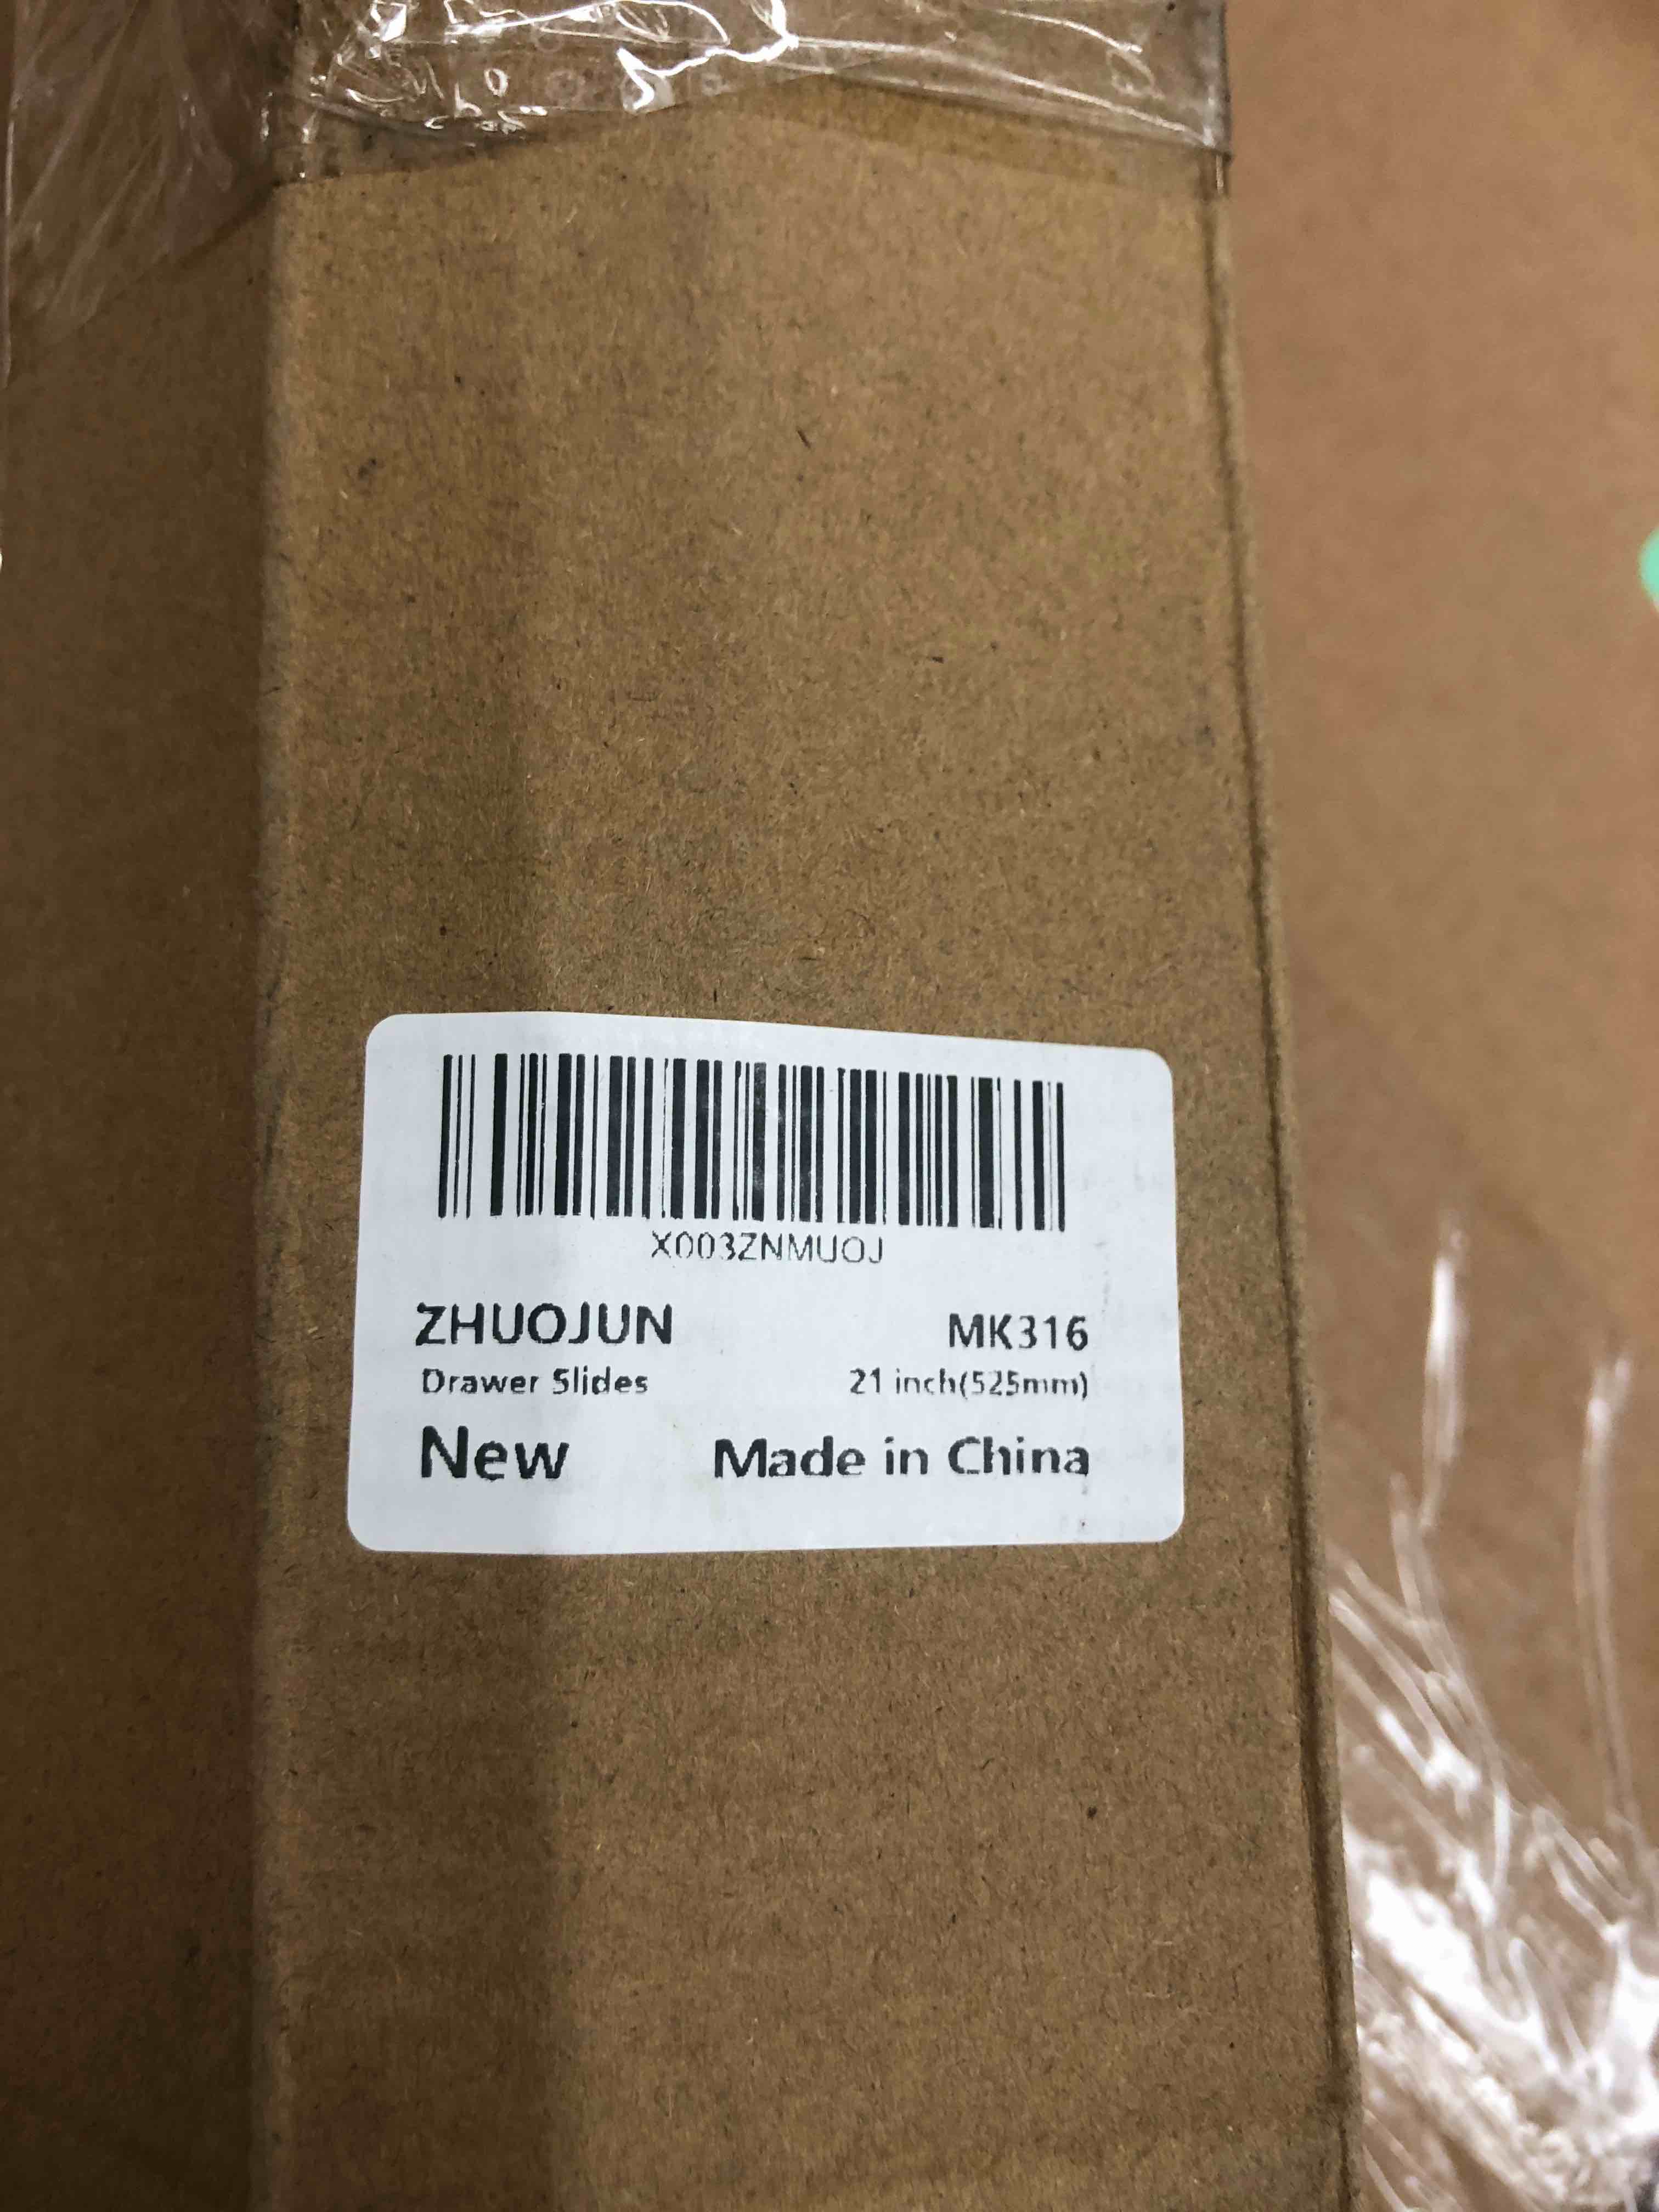 X003ZNMUOJ
ZHUOJUN MK316
Drawer Slides 21 inch(525mm)
New Made in China